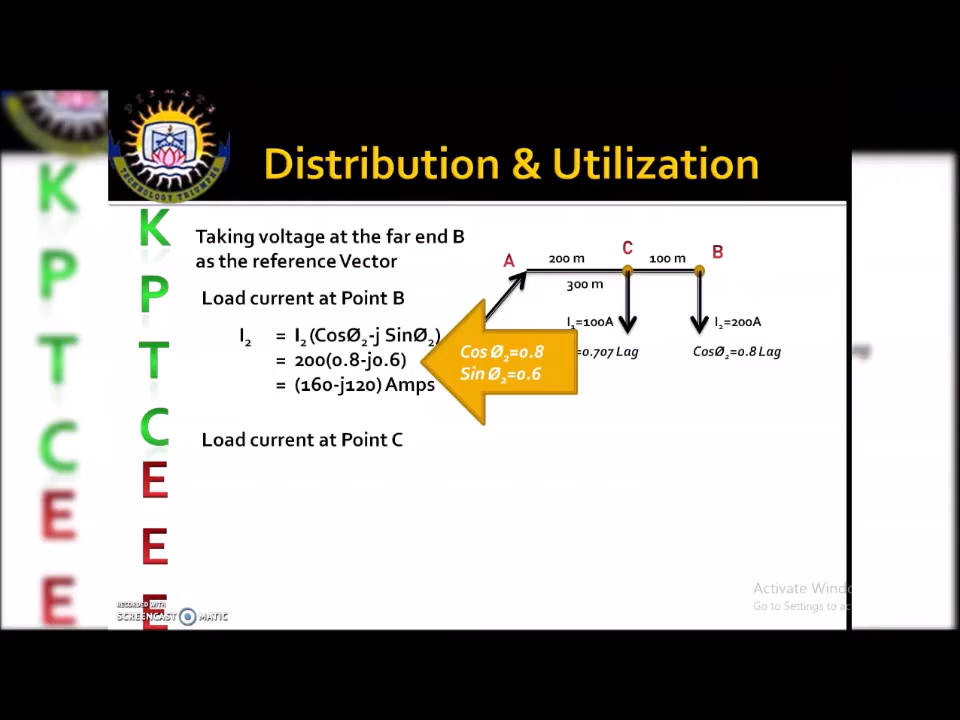 TECHNOLOGY TRIUMPHS
Distribution & Utilization
K
P
T
C
E
E
E
K
P
T
C
E
E
Taking voltage at the far end B
as the reference Vector
Load current at Point B
I₂ = I₂ (CosØ₂-j SinØ₂)
= 200(0.8-j0.6)
= (160-j120) Amps
Load current at Point C
A
200 m
C
100 m
B
300 m
I₁=100A
I₂=200A
=0.707 Lag
CosØ₂=0.8 Lag
Cos Ø₂=0.8
Sin Ø₂=0.6
Activate
Go to Settings to
RECORDED WITH
SCREENCAST MATIC